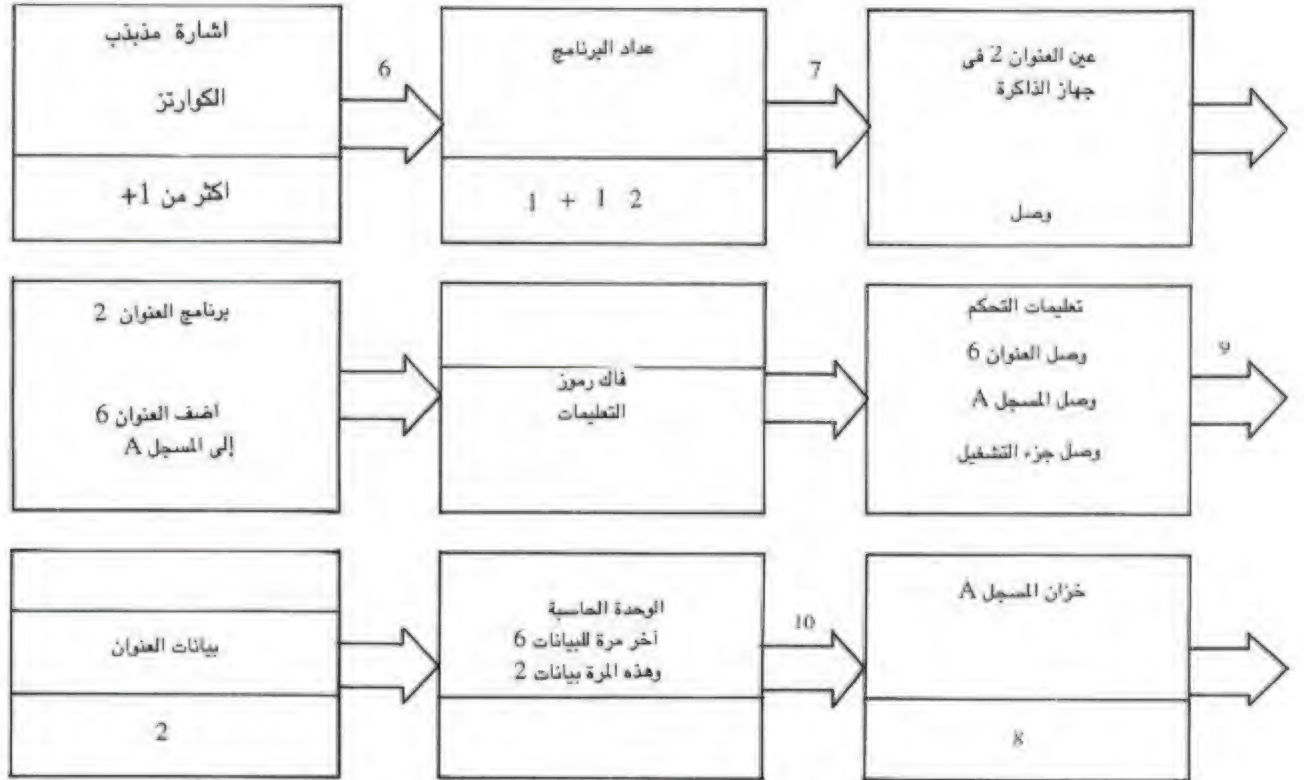 اشارة مذبذب
الكوارتز
اكثر من 1+
6
عداد البرنامج
1 + 1 2
7
عين العنوان 2 فى
جهاز الذاكرة
وصل
برنامج العنوان 2
اضف العنوان 6
إلى المسجل A
فاك رموز
التعليمات
تعليمات التحكم
وصل العنوان 6
وصل المسجل A
وصل جزء التشغيل
9
بيانات العنوان
2
الوحدة الحاسبة
أخر مرة للبيانات 6
وهذه المرة بيانات 2
10
خزان المسجل A
8